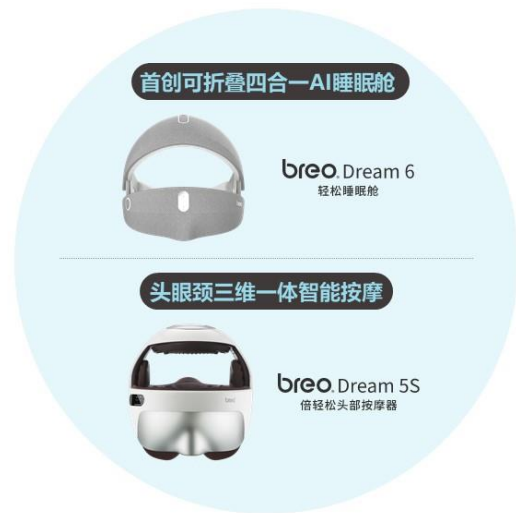 首创可折叠四合一AI睡眠舱
breo. Dream 6
轻松睡眠舱
头眼颈三维一体智能按摩
breo. Dream 5S
倍轻松头部按摩器
breo